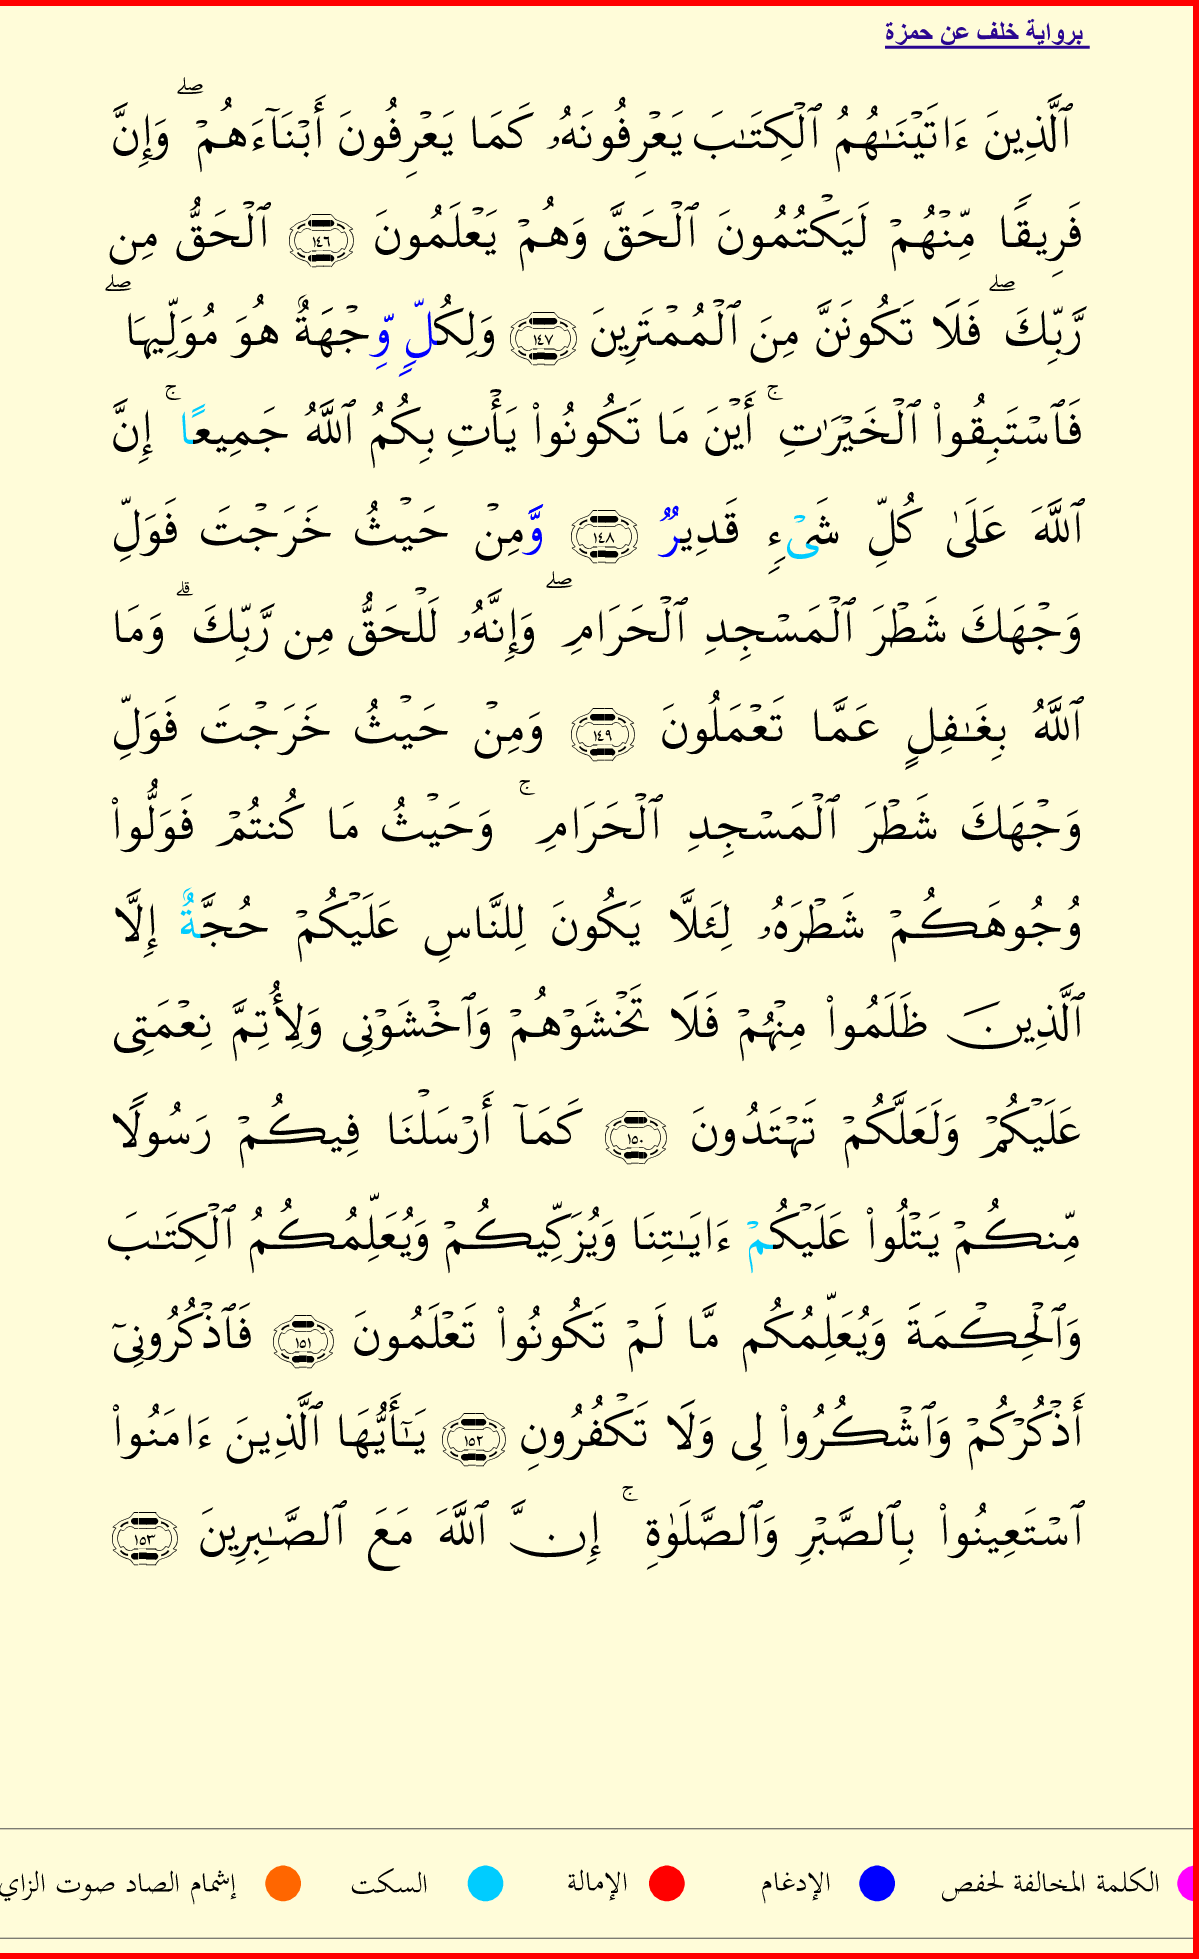 برواية خلف عن حمزة
ٱلَّذِينَ ءَاتَيۡنَٰهُمُ ٱلۡكِتَٰبَ يَعۡرِفُونَهُۥ كَمَا يَعۡرِفُونَ أَبۡنَآءَهُمۡۖ وَإِنَّ
فَرِيقٗا مِّنۡهُمۡ لَيَكۡتُمُونَ ٱلۡحَقَّ وَهُمۡ يَعۡلَمُونَ ١٤٦ ٱلۡحَقُّ مِن
رَّبِّكَۖ فَلَا تَكُونَنَّ مِنَ ٱلۡمُمۡتَرِينَ ١٤٧ وَلِكُلّٖ وِّجۡهَةٌ هُوَ مُوَلِّيهَاۖ
فَٱسۡتَبِقُواْ ٱلۡخَيۡرَٰتِۚ أَيۡنَ مَا تَكُونُواْ يَأۡتِ بِكُمُ ٱللَّهُ جَمِيعًاۚ إِنَّ
ٱللَّهَ عَلَىٰ كُلِّ شَيۡءٖ قَدِيرٞ ١٤٨ وَّمِنۡ حَيۡثُ خَرَجۡتَ فَوَلِّ
وَجۡهَكَ شَطۡرَ ٱلۡمَسۡجِدِ ٱلۡحَرَامِۖ وَإِنَّهُۥ لَلۡحَقُّ مِن رَّبِّكَۗ وَمَا
ٱللَّهُ بِغَٰفِلٍ عَمَّا تَعۡمَلُونَ ١٤٩ وَمِنۡ حَيۡثُ خَرَجۡتَ فَوَلِّ
وَجۡهَكَ شَطۡرَ ٱلۡمَسۡجِدِ ٱلۡحَرَامِۚ وَحَيۡثُ مَا كُنتُمۡ فَوَلُّواْ
وُجُوهَكُمۡ شَطۡرَهُۥ لِئَلَّا يَكُونَ لِلنَّاسِ عَلَيۡكُمۡ حُجَّةٌ إِلَّا
ٱلَّذِينَ ظَلَمُواْ مِنۡهُمۡ فَلَا تَخۡشَوۡهُمۡ وَٱخۡشَوۡنِي وَلِأُتِمَّ نِعۡمَتِي
عَلَيۡكُمۡ وَلَعَلَّكُمۡ تَهۡتَدُونَ ١٥٠ كَمَآ أَرۡسَلۡنَا فِيكُمۡ رَسُولٗا
مِّنكُمۡ يَتۡلُواْ عَلَيۡكُمۡ ءَايَٰتِنَا وَيُزَكِّيكُمۡ وَيُعَلِّمُكُمُ ٱلۡكِتَٰبَ
وَٱلۡحِكۡمَةَ وَيُعَلِّمُكُم مَّا لَمۡ تَكُونُواْ تَعۡلَمُونَ ١٥١ فَٱذۡكُرُونِيٓ
أَذۡكُرۡكُمۡ وَٱشۡكُرُواْ لِي وَلَا تَكۡفُرُونِ ١٥٢ يَٰٓأَيُّهَا ٱلَّذِينَ ءَامَنُواْ
ٱسۡتَعِينُواْ بِٱلصَّبۡرِ وَٱلصَّلَوٰةِۚ إِنَّ ٱللَّهَ مَعَ ٱلصَّٰبِرِينَ ١٥٣
الكلمة المخالفة لحفص الإدغام الإمالة السكت إشمام الصاد صوت الزاي